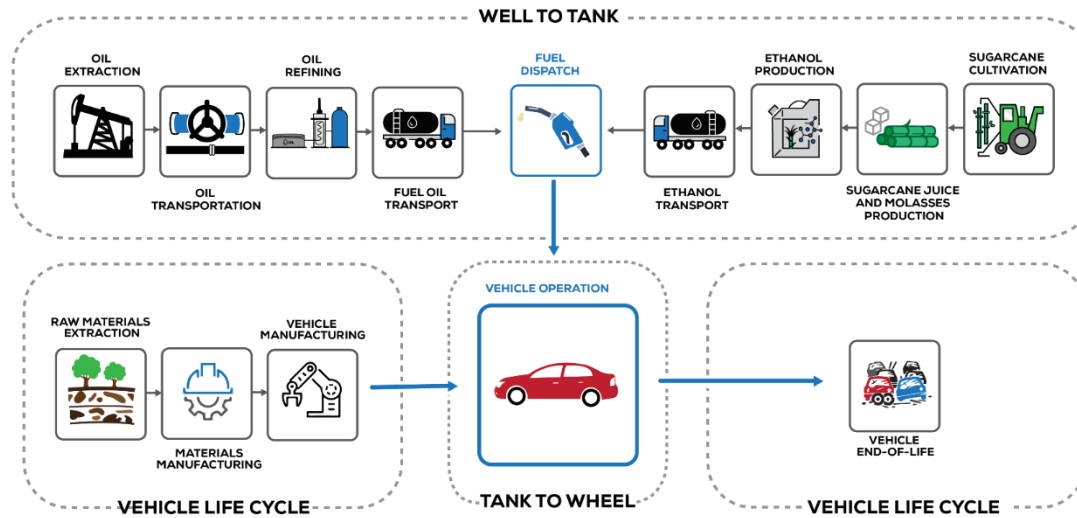 WELL TO TANK
OIL
EXTRACTION
OIL
TRANSPORTATION
OIL
REFINING
FUEL OIL
TRANSPORT
FUEL
DISPATCH
ETHANOL
TRANSPORT
ETHANOL
PRODUCTION
SUGARCANE JUICE
AND MOLASSES
PRODUCTION
SUGARCANE
CULTIVATION
RAW MATERIALS
EXTRACTION
MATERIALS
MANUFACTURING
VEHICLE
MANUFACTURING
VEHICLE LIFE CYCLE
VEHICLE OPERATION
TANK TO WHEEL
VEHICLE
END-OF-LIFE
VEHICLE LIFE CYCLE